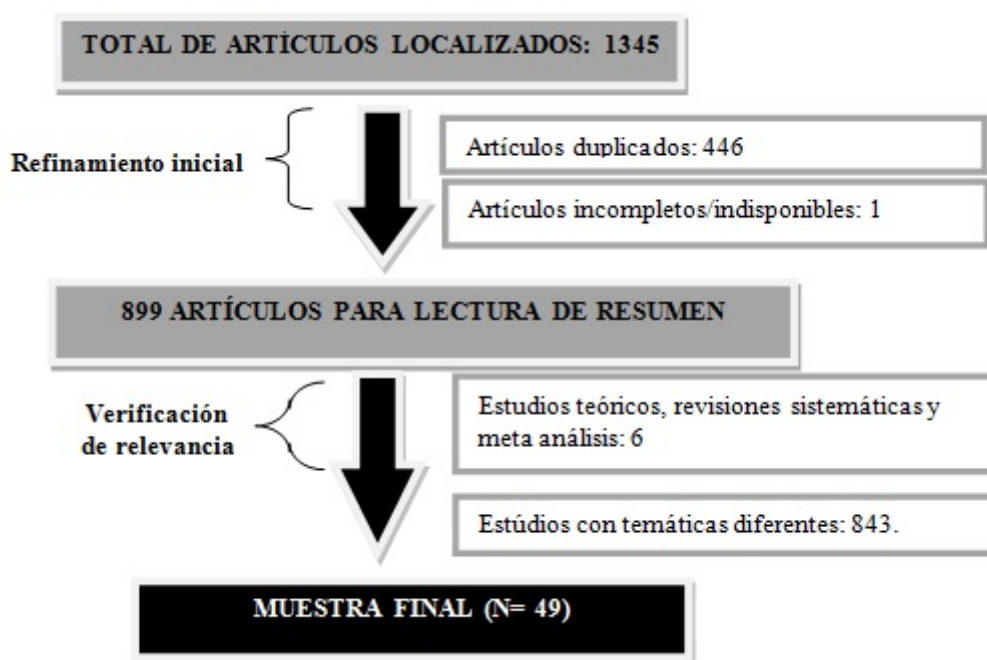 TOTAL DE ARTÍCULOS LOCALIZADOS: 1345
Refinamiento inicial
Artículos duplicados: 446
Artículos incompletos/indisponibles: 1
899 ARTÍCULOS PARA LECTURA DE RESUMEN
Verificación
de relevancia
Estudios teóricos, revisiones sistemáticas y
meta análisis: 6
Estúdios con temáticas diferentes: 843.
MUESTRA FINAL (N= 49)